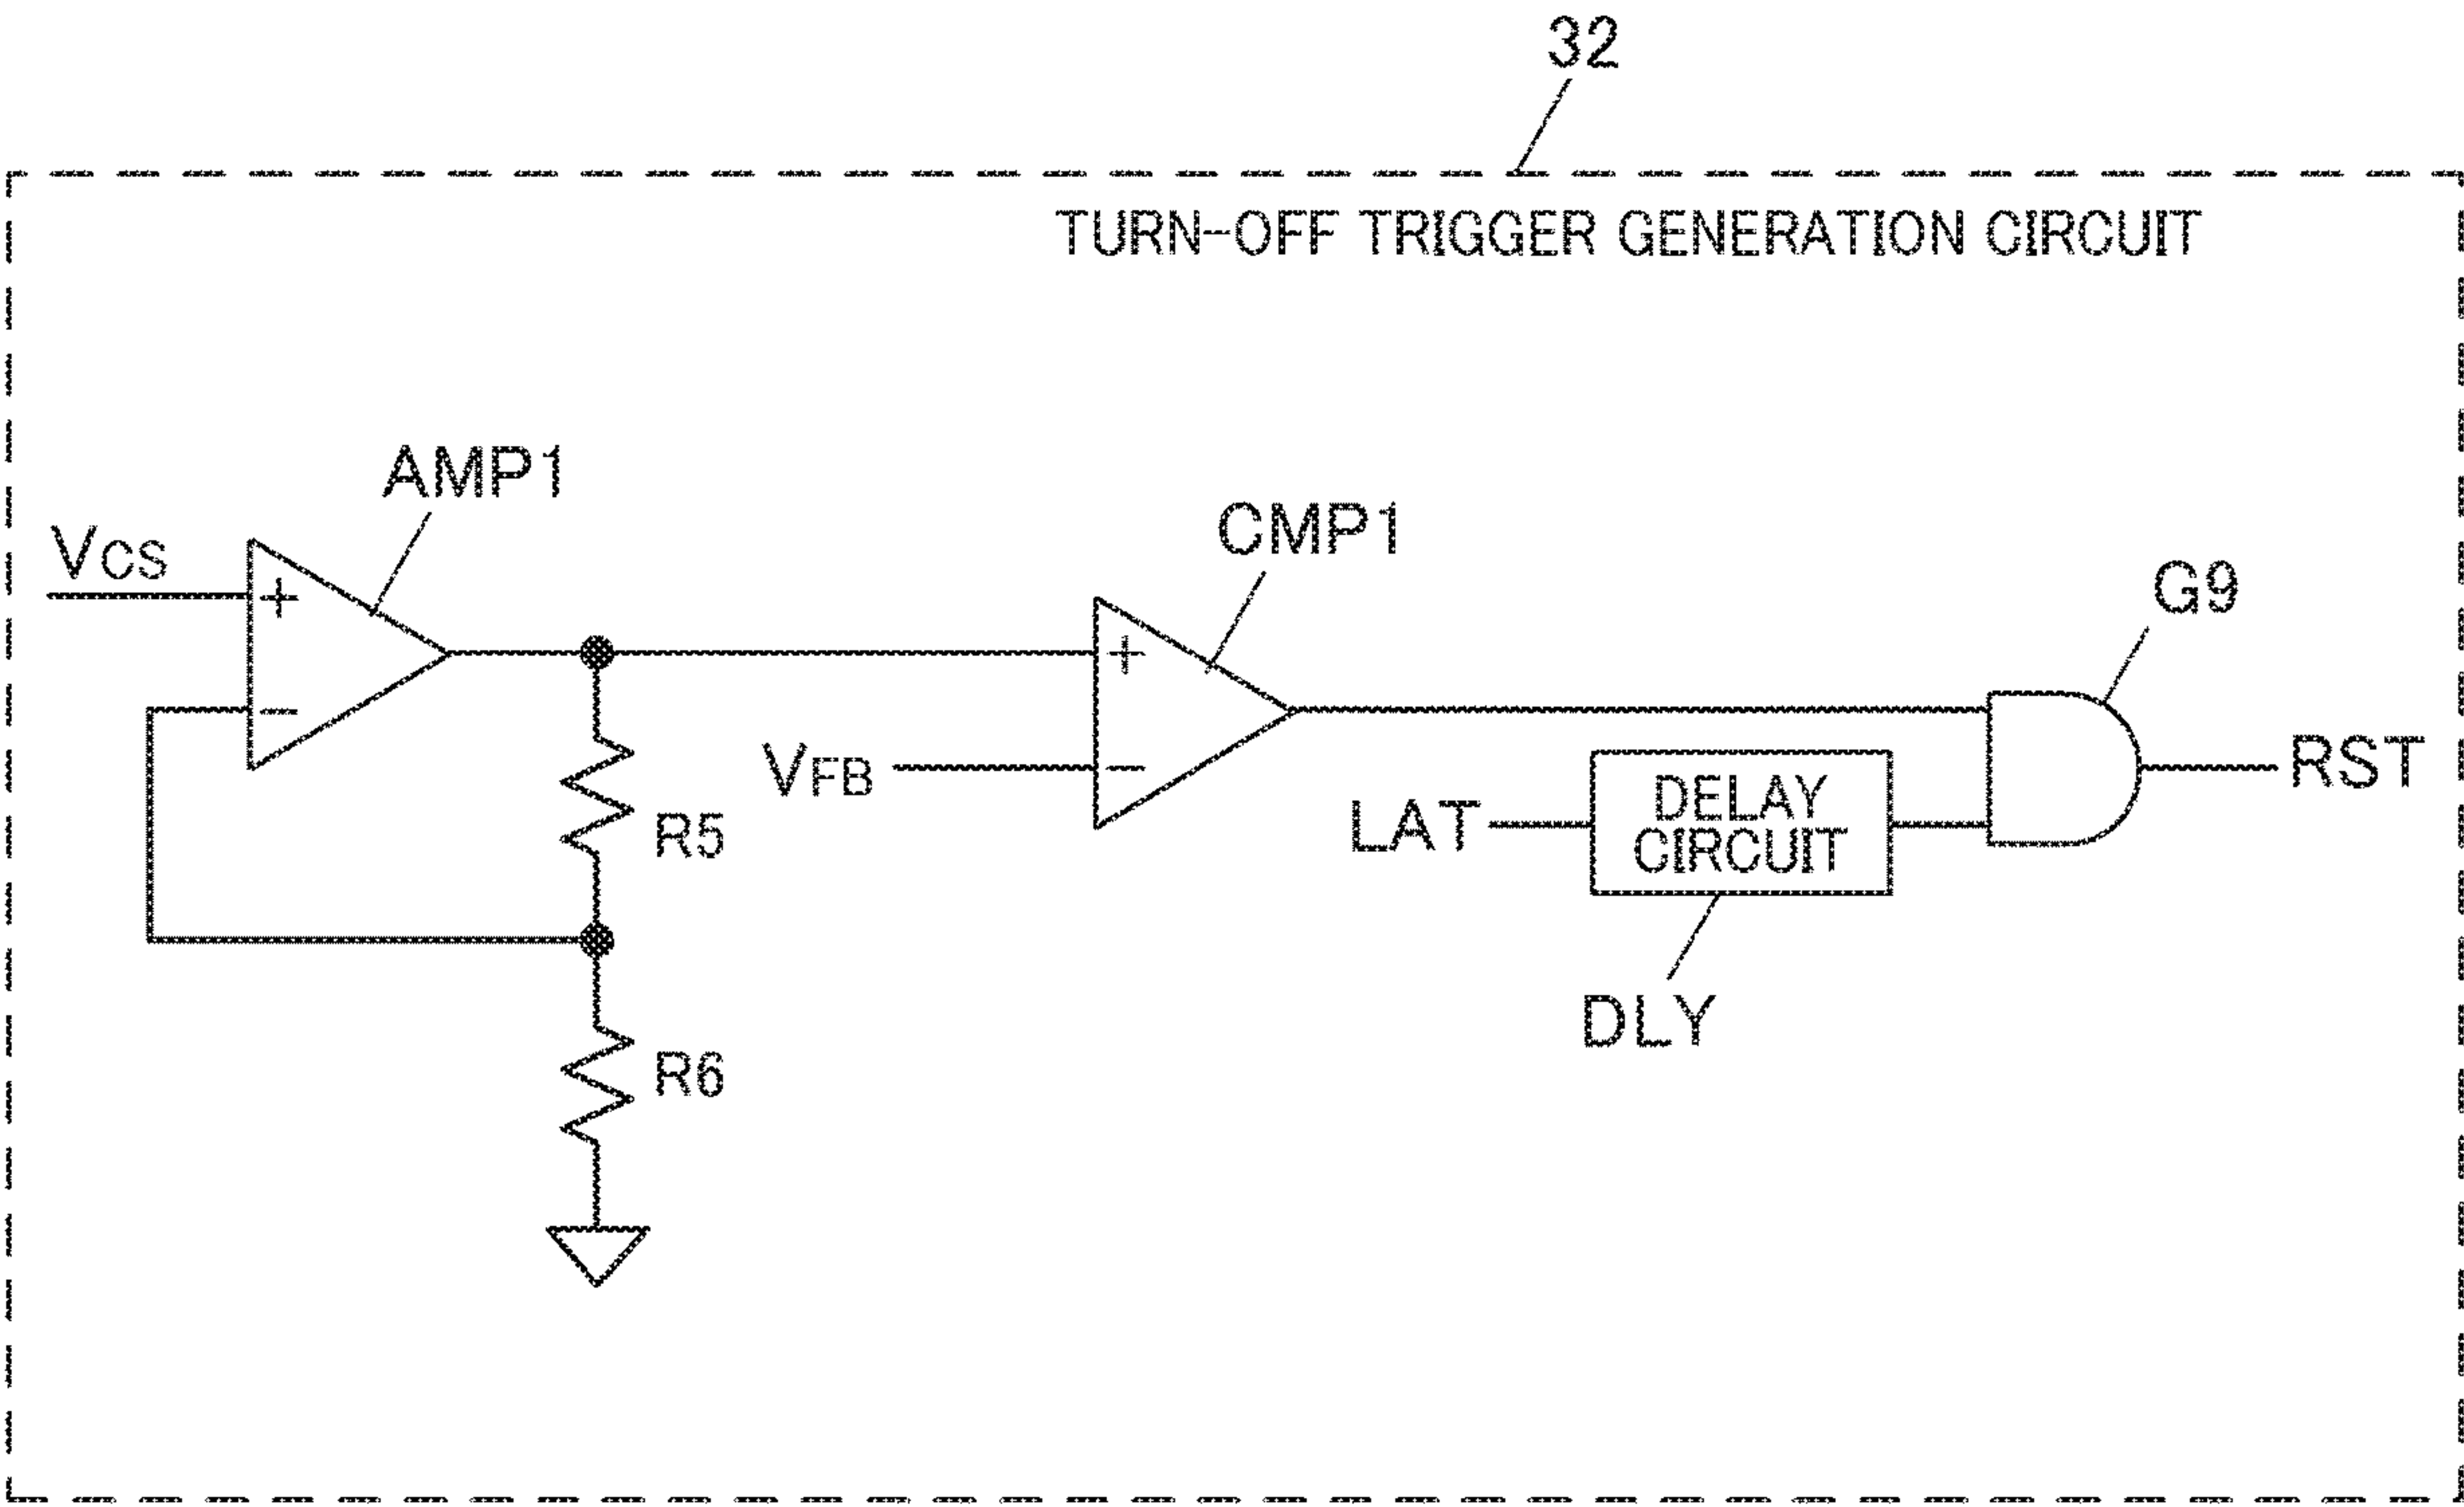 32
TURN-OFF TRIGGER GENERATION CIRCUIT
AMP1
VCS
+
−
CMP1
+
−
G9
VFB
R5
LAT
DELAY
CIRCUIT
RST
DLY
R6